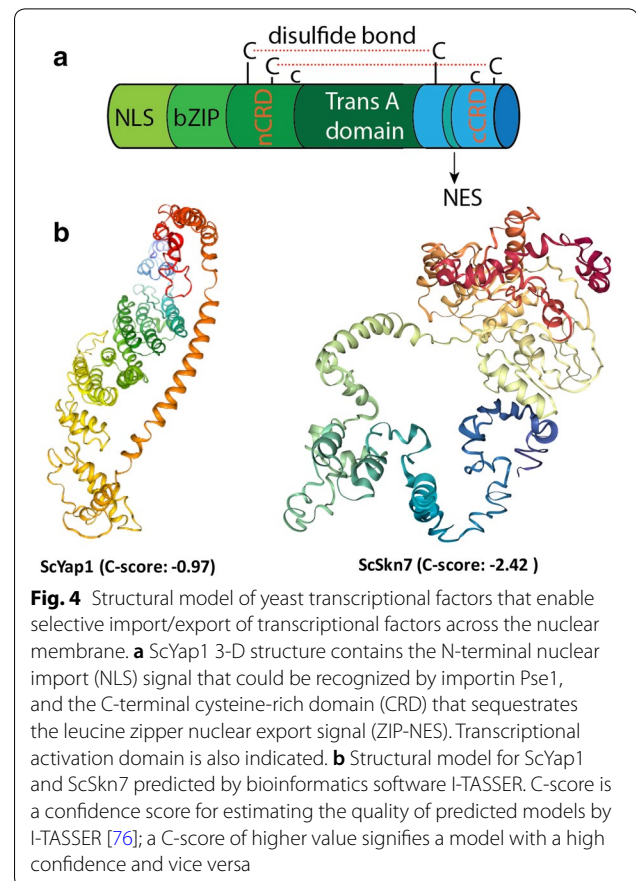 disulfide bond
a
C C
C C C C
NLS bZIP nCRD Trans A domain cCRD
NES
b
ScYap1 (C-score: -0.97) ScSkn7 (C-score: -2.42 )
Fig. 4 Structural model of yeast transcriptional factors that enable
selective import/export of transcriptional factors across the nuclear
membrane. a ScYap1 3-D structure contains the N-terminal nuclear
import (NLS) signal that could be recognized by importin Pse1,
and the C-terminal cysteine-rich domain (CRD) that sequestrates
the leucine zipper nuclear export signal (ZIP-NES). Transcriptional
activation domain is also indicated. b Structural model for ScYap1
and ScSkn7 predicted by bioinformatics software I-TASSER. C-score is
a confidence score for estimating the quality of predicted models by
I-TASSER [76]; a C-score of higher value signifies a model with a high
confidence and vice versa